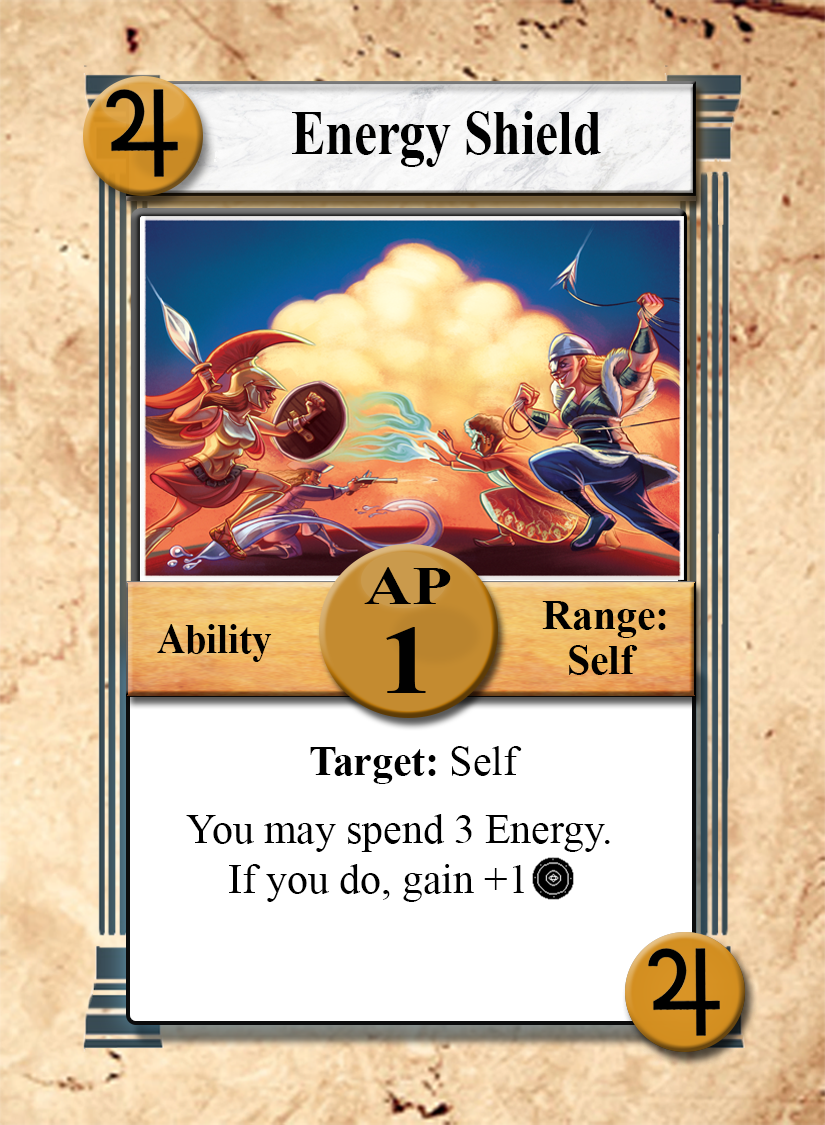 ♃
Energy Shield
AP
1
Ability
Range:
Self
Target: Self
You may spend 3 Energy.
If you do, gain +1
♃